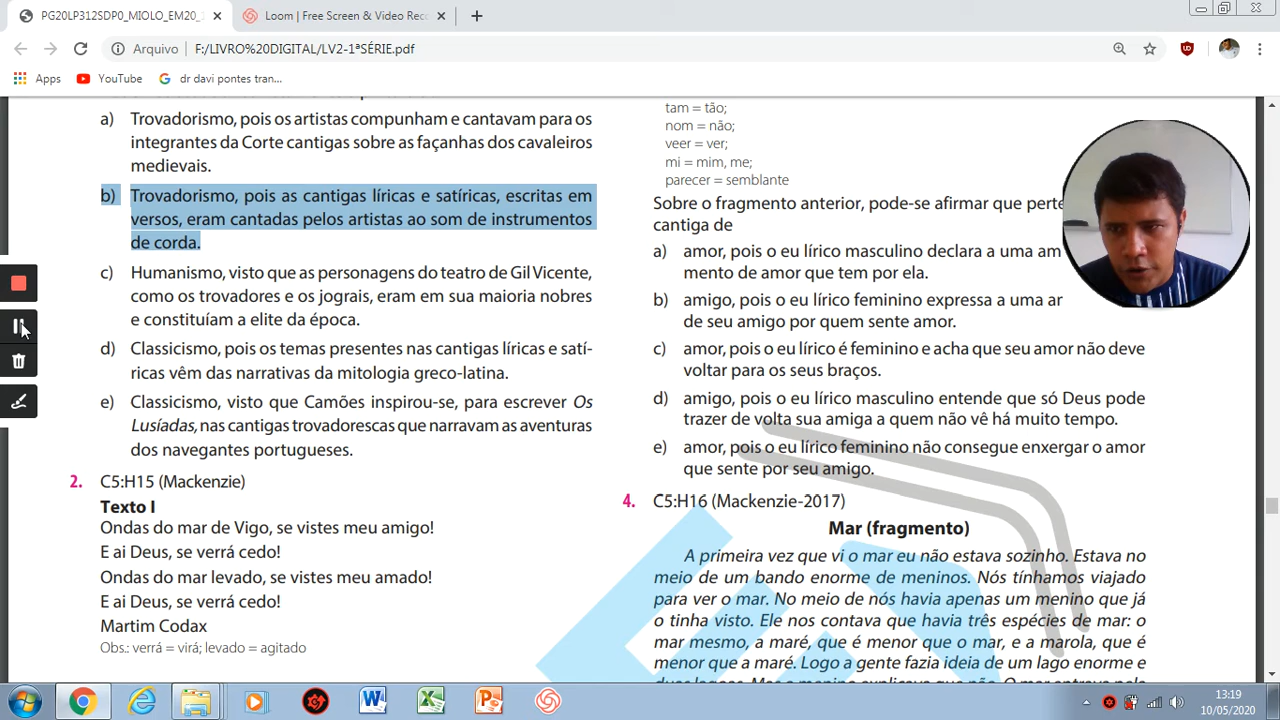 PG20LP312SDP0_MIOLO_EM20_
Loom | Free Screen & Video Rec
Arquivo
F:/LIVRO%20DIGITAL/LV2-1ªSÉRIE.pdf
Apps
YouTube
dr davi pontes tran...
a) Trovadorismo, pois os artistas compunham e cantavam para os
integrantes da Corte cantigas sobre as façanhas dos cavaleiros
medievais.
b) Trovadorismo, pois as cantigas líricas e satíricas, escritas em
versos, eram cantadas pelos artistas ao som de instrumentos
de corda.
c) Humanismo, visto que as personagens do teatro de Gil Vicente,
como os trovadores e os jograis, eram em sua maioria nobres
e constituíam a elite da época.
d) Classicismo, pois os temas presentes nas cantigas líricas e satí-
ricas vêm das narrativas da mitologia greco-latina.
e) Classicismo, visto que Camões inspirou-se, para escrever Os
Lusíadas, nas cantigas trovadorescas que narravam as aventuras
dos navegantes portugueses.
2. C5:H15 (Mackenzie)
Texto I
Ondas do mar de Vigo, se vistes meu amigo!
E ai Deus, se verrá cedo!
Ondas do mar levado, se vistes meu amado!
E ai Deus, se verrá cedo!
Martim Codax
Obs.: verrá = virá; levado = agitado
tam = tão;
nom = não;
veer = ver;
mi = mim, me;
parecer = semblante
Sobre o fragmento anterior, pode-se afirmar que perte
cantiga de
a) amor, pois o eu lírico masculino declara a uma am
mento de amor que tem por ela.
b) amigo, pois o eu lírico feminino expressa a uma
de seu amigo por quem sente amor.
c) amor, pois o eu lírico é feminino e acha que seu amor não deve
voltar para os seus braços.
d) amigo, pois o eu lírico masculino entende que só Deus pode
trazer de volta sua amiga a quem não vê há muito tempo.
e) amor, pois o eu lírico feminino não consegue enxergar o amor
que sente por seu amigo.
4. C5:H16 (Mackenzie-2017)
Mar (fragmento)
A primeira vez que vi o mar eu não estava sozinho. Estava no
meio de um bando enorme de meninos. Nós tínhamos viajado
para ver o mar. No meio de nós havia apenas um menino que já
o tinha visto. Ele nos contava que havia três espécies de mar: o
mar mesmo, a maré, que é menor que o mar, e a marola, que é
menor que a maré. Logo a gente fazia ideia de um lago enorme e
13:19
10/05/2020